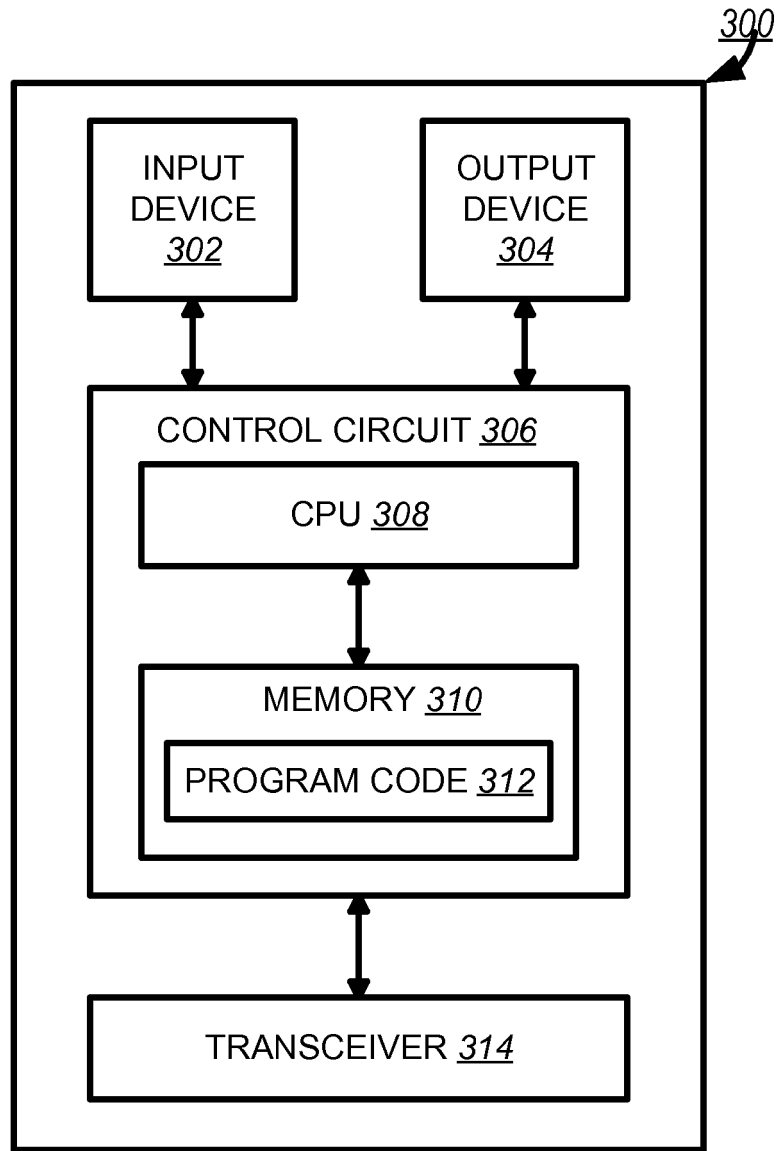 300
INPUT
DEVICE
302
OUTPUT
DEVICE
304
CONTROL CIRCUIT 306
CPU 308
MEMORY 310
PROGRAM CODE 312
TRANSCEIVER 314